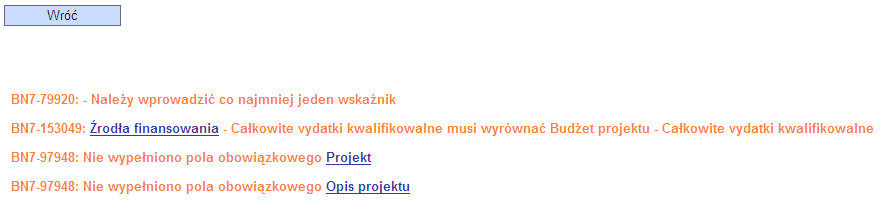 Wróć
BN7-79920: - Należy wprowadzić co najmniej jeden wskaźnik
BN7-153049: Źrodła finansowania - Całkowite vydatki kwalifikowalne musi wyrównać Budżet projektu - Całkowite vydatki kwalifikowalne
BN7-97948: Nie wypełniono pola obowiązkowego Projekt
BN7-97948: Nie wypełniono pola obowiązkowego Opis projektu